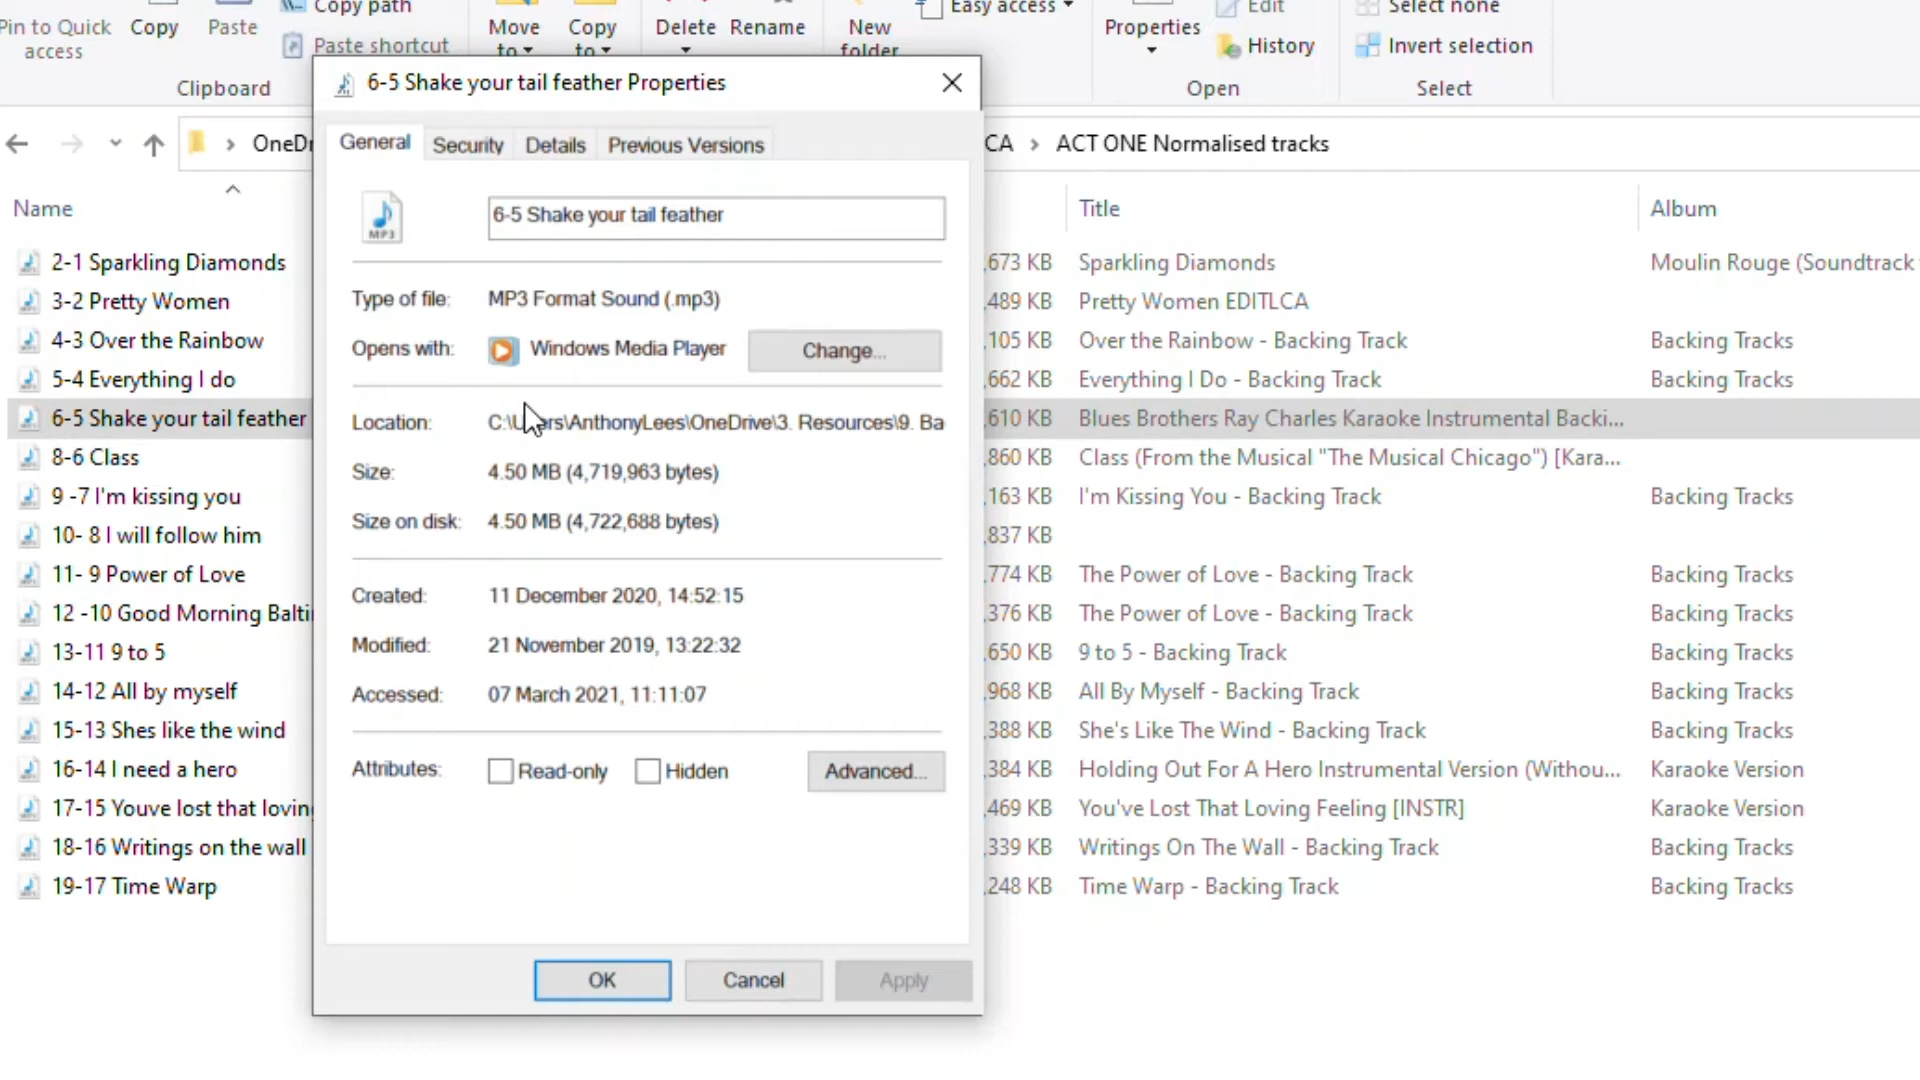 Pin to Quick
access
Copy
Paste
Copy path
Paste shortcut
Clipboard
Move
to
Copy
to
Delete
Rename
New
folder
Easy access
Properties
Edit
History
Open
Select none
Invert selection
Select
6-5 Shake your tail feather Properties
General
Security
Details
Previous Versions
MP3
6-5 Shake your tail feather
Type of file: MP3 Format Sound (.mp3)
Opens with: Windows Media Player Change...
Location: C:\Users\AnthonyLees\OneDrive\3. Resources\9. Ba
Size: 4.50 MB (4,719,963 bytes)
Size on disk: 4.50 MB (4,722,688 bytes)
Created: 11 December 2020, 14:52:15
Modified: 21 November 2019, 13:22:32
Accessed: 07 March 2021, 11:11:07
Attributes: Read-only Hidden Advanced...
OK Cancel Apply
OneDr
CA > ACT ONE Normalised tracks
Name Title Album
2-1 Sparkling Diamonds ,673 KB Sparkling Diamonds Moulin Rouge (Soundtrack
3-2 Pretty Women ,489 KB Pretty Women EDITLCA
4-3 Over the Rainbow ,105 KB Over the Rainbow - Backing Track Backing Tracks
5-4 Everything I do ,662 KB Everything I Do - Backing Track Backing Tracks
6-5 Shake your tail feather ,610 KB Blues Brothers Ray Charles Karaoke Instrumental Backi...
8-6 Class ,860 KB Class (From the Musical "The Musical Chicago") [Kara...
9 -7 I'm kissing you ,163 KB I'm Kissing You - Backing Track Backing Tracks
10- 8 I will follow him ,837 KB
11- 9 Power of Love ,774 KB The Power of Love - Backing Track Backing Tracks
12 -10 Good Morning Balti ,376 KB The Power of Love - Backing Track Backing Tracks
13-11 9 to 5 ,650 KB 9 to 5 - Backing Track Backing Tracks
14-12 All by myself ,968 KB All By Myself - Backing Track Backing Tracks
15-13 Shes like the wind ,388 KB She's Like The Wind - Backing Track Backing Tracks
16-14 I need a hero ,384 KB Holding Out For A Hero Instrumental Version (Withou... Karaoke Version
17-15 Youve lost that loving ,469 KB You've Lost That Loving Feeling [INSTR] Karaoke Version
18-16 Writings on the wall ,339 KB Writings On The Wall - Backing Track Backing Tracks
19-17 Time Warp ,248 KB Time Warp - Backing Track Backing Tracks